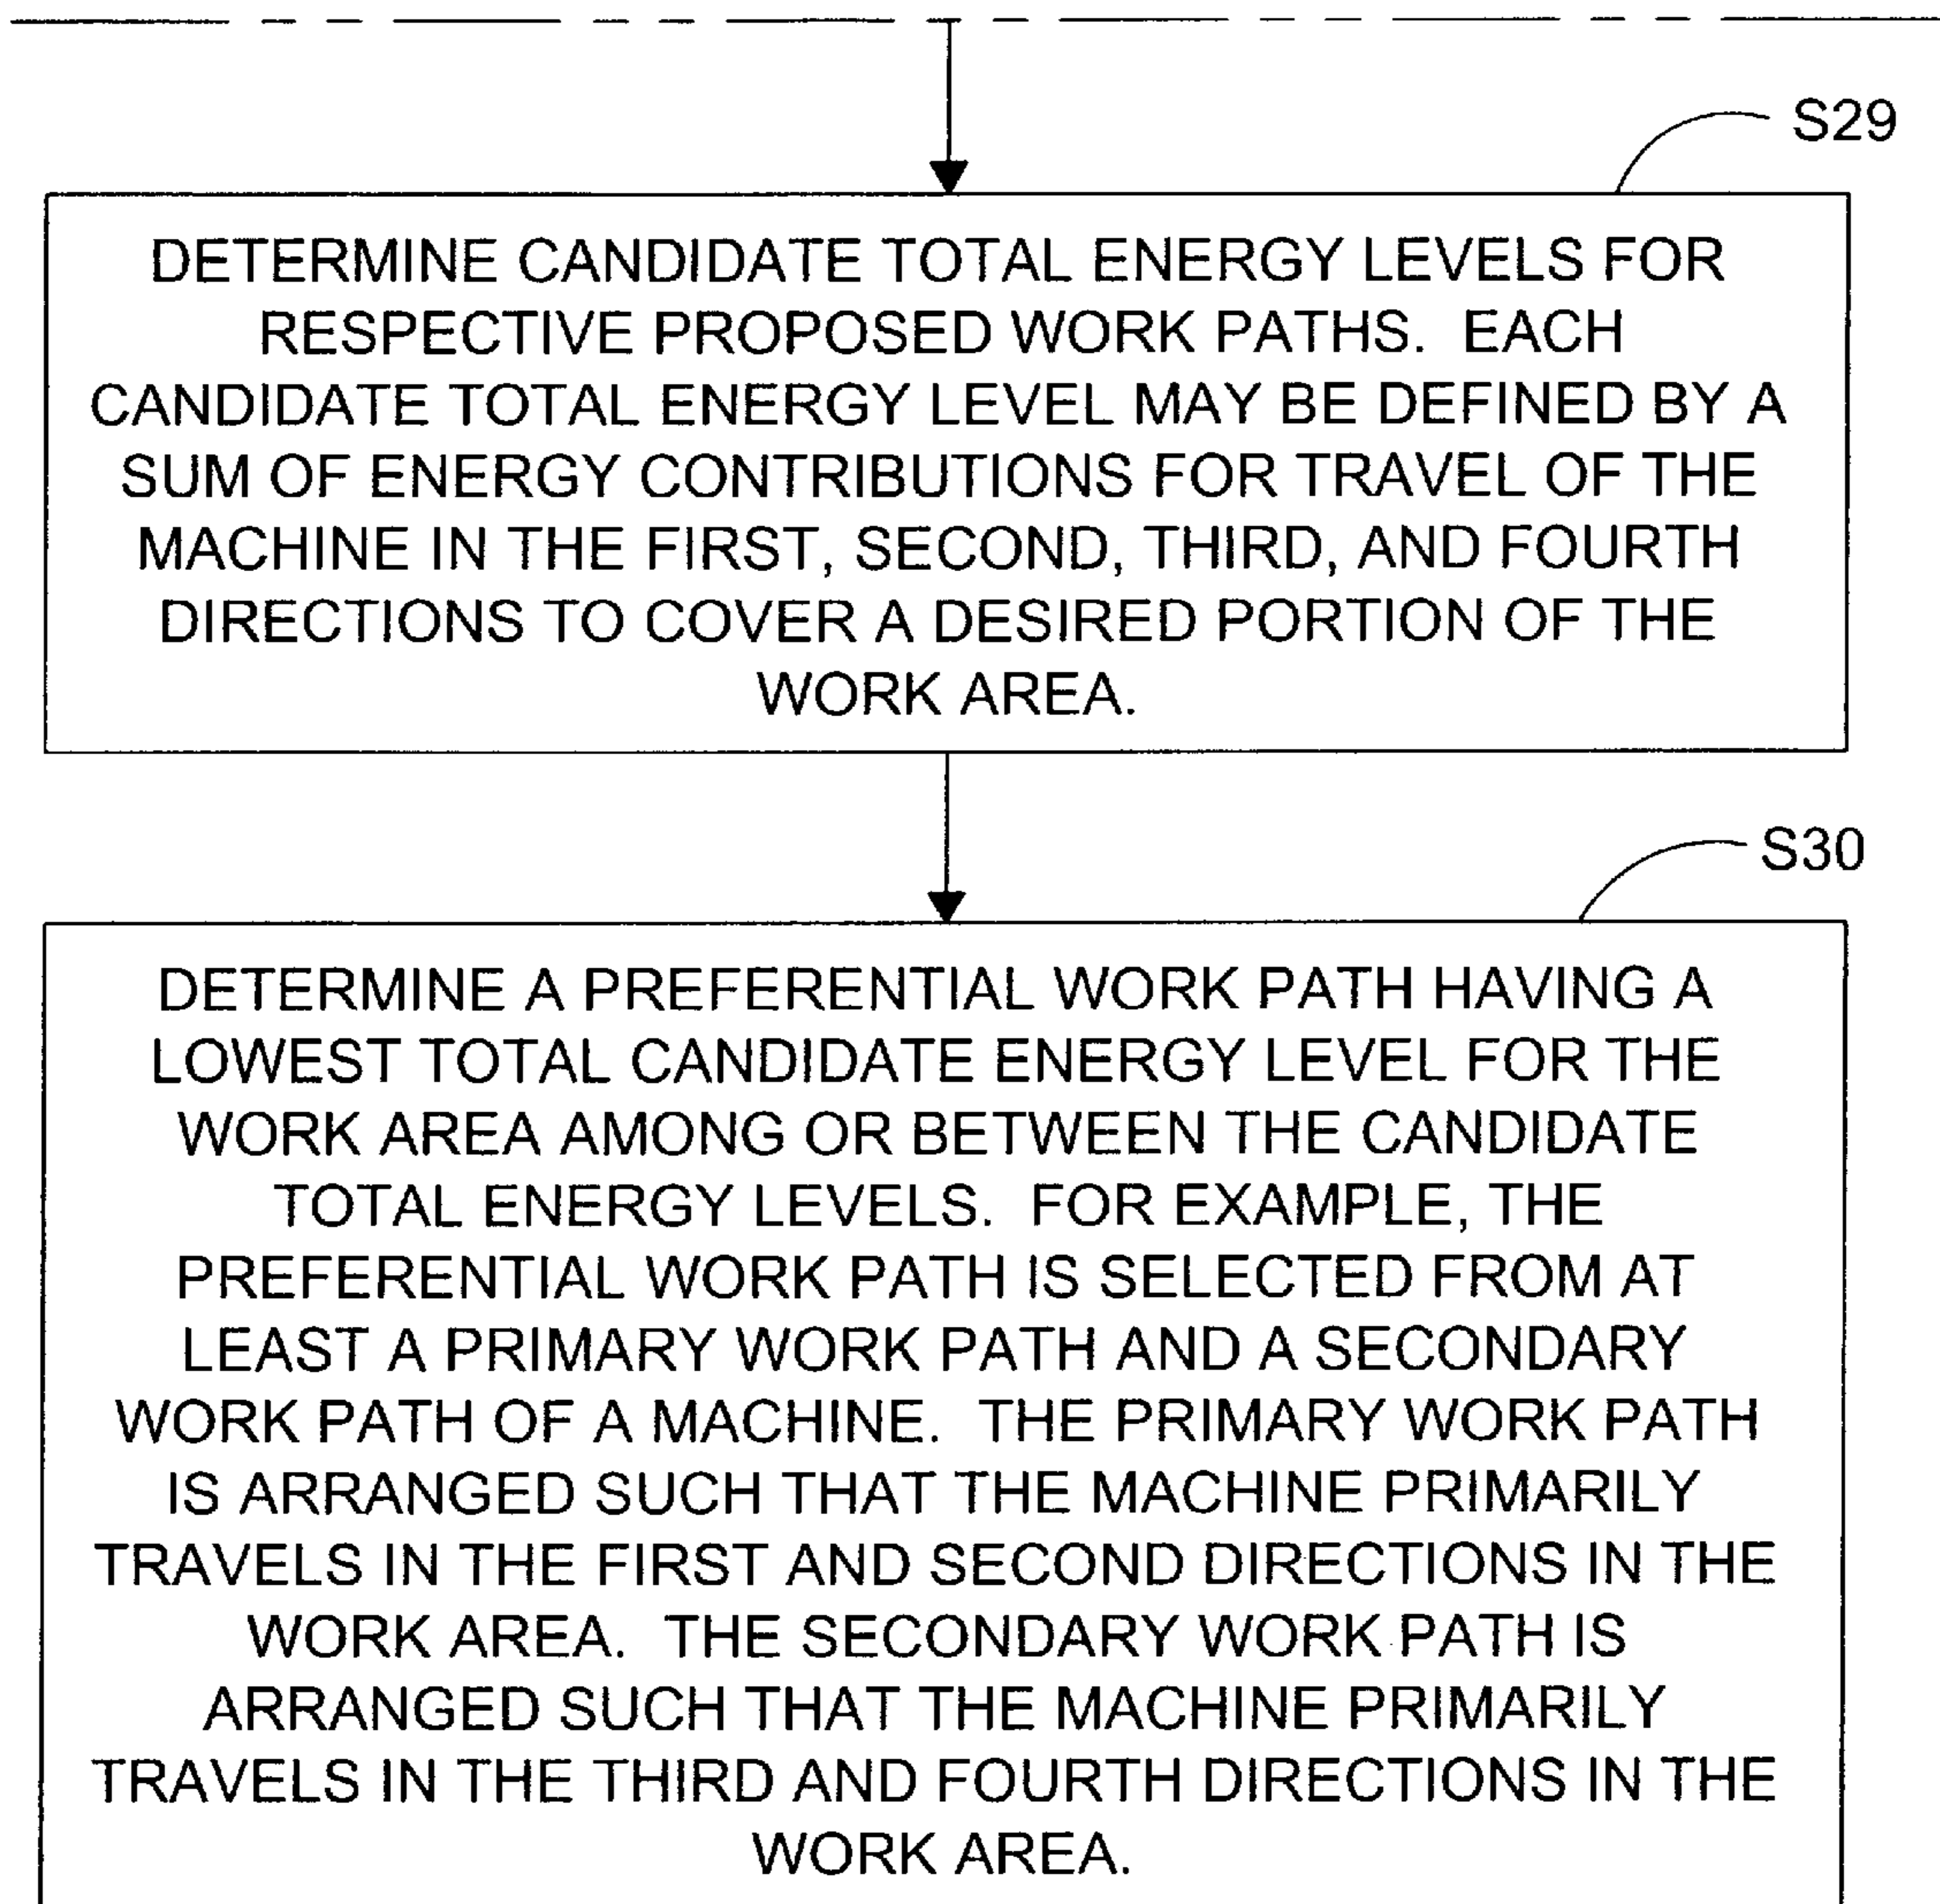 S29
DETERMINE CANDIDATE TOTAL ENERGY LEVELS FOR
RESPECTIVE PROPOSED WORK PATHS. EACH
CANDIDATE TOTAL ENERGY LEVEL MAY BE DEFINED BY A
SUM OF ENERGY CONTRIBUTIONS FOR TRAVEL OF THE
MACHINE IN THE FIRST, SECOND, THIRD, AND FOURTH
DIRECTIONS TO COVER A DESIRED PORTION OF THE
WORK AREA.
S30
DETERMINE A PREFERENTIAL WORK PATH HAVING A
LOWEST TOTAL CANDIDATE ENERGY LEVEL FOR THE
WORK AREA AMONG OR BETWEEN THE CANDIDATE
TOTAL ENERGY LEVELS. FOR EXAMPLE, THE
PREFERENTIAL WORK PATH IS SELECTED FROM AT
LEAST A PRIMARY WORK PATH AND A SECONDARY
WORK PATH OF A MACHINE. THE PRIMARY WORK PATH
IS ARRANGED SUCH THAT THE MACHINE PRIMARILY
TRAVELS IN THE FIRST AND SECOND DIRECTIONS IN THE
WORK AREA. THE SECONDARY WORK PATH IS
ARRANGED SUCH THAT THE MACHINE PRIMARILY
TRAVELS IN THE THIRD AND FOURTH DIRECTIONS IN THE
WORK AREA.